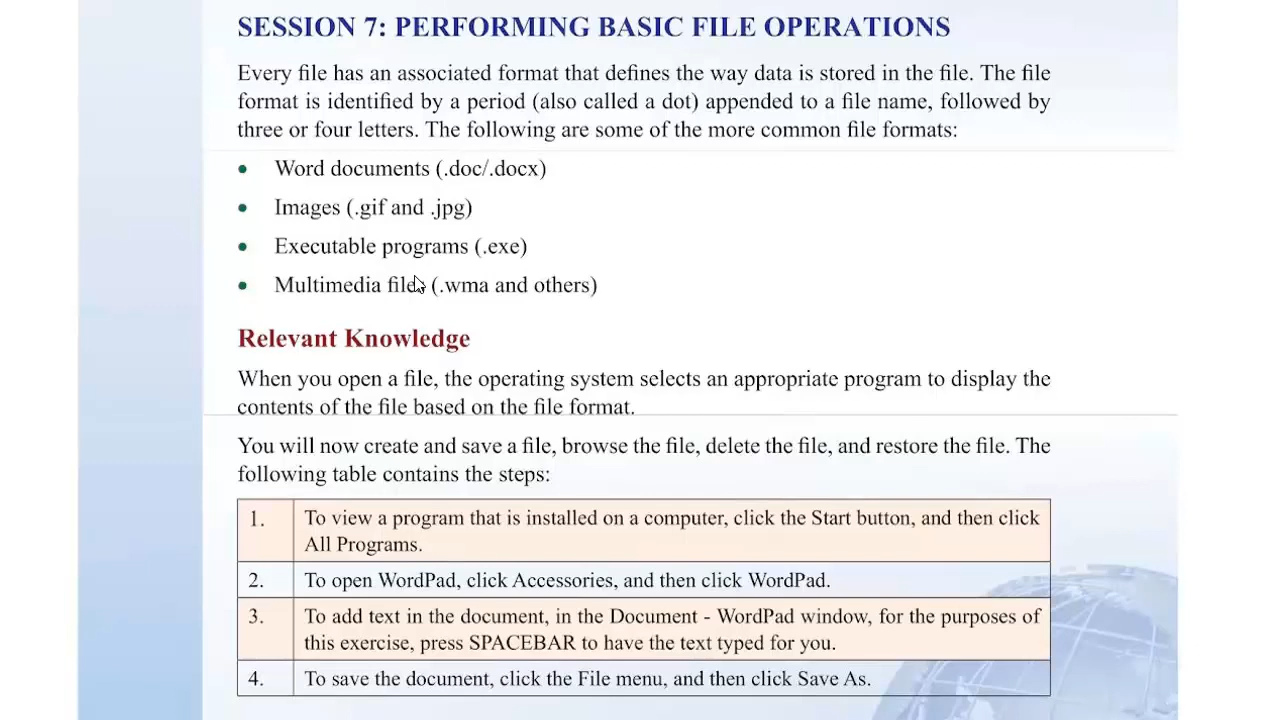 SESSION 7: PERFORMING BASIC FILE OPERATIONS
Every file has an associated format that defines the way data is stored in the file. The file
format is identified by a period (also called a dot) appended to a file name, followed by
three or four letters. The following are some of the more common file formats:
• Word documents (.doc/.docx)
• Images (.gif and .jpg)
• Executable programs (.exe)
• Multimedia files (.wma and others)
Relevant Knowledge
When you open a file, the operating system selects an appropriate program to display the
contents of the file based on the file format.
You will now create and save a file, browse the file, delete the file, and restore the file. The
following table contains the steps:
1. To view a program that is installed on a computer, click the Start button, and then click
All Programs.
2. To open WordPad, click Accessories, and then click WordPad.
3. To add text in the document, in the Document - WordPad window, for the purposes of
this exercise, press SPACEBAR to have the text typed for you.
4. To save the document, click the File menu, and then click Save As.